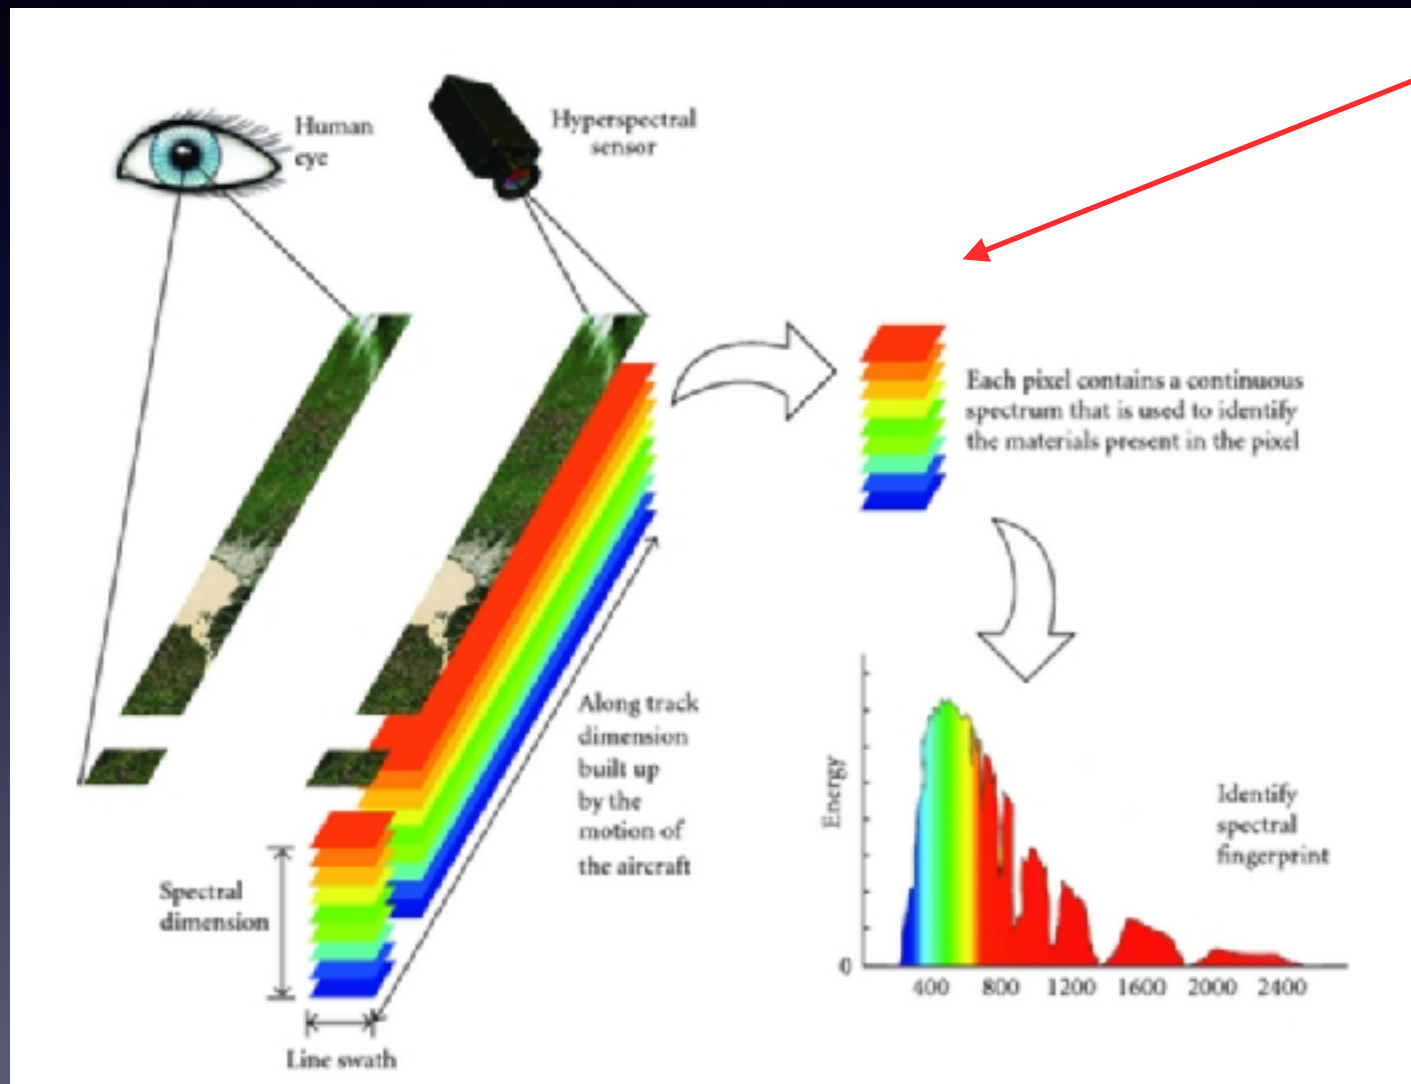 Human
eye
Hyperspectral
sensor
Each pixel contains a continuous
spectrum that is used to identify
the materials present in the pixel
Along track
dimension
built up
by the
motion of
the aircraft
Spectral
dimension
Line swath
Energy
0
400 800 1200 1600 2000 2400
Identify
spectral
fingerprint